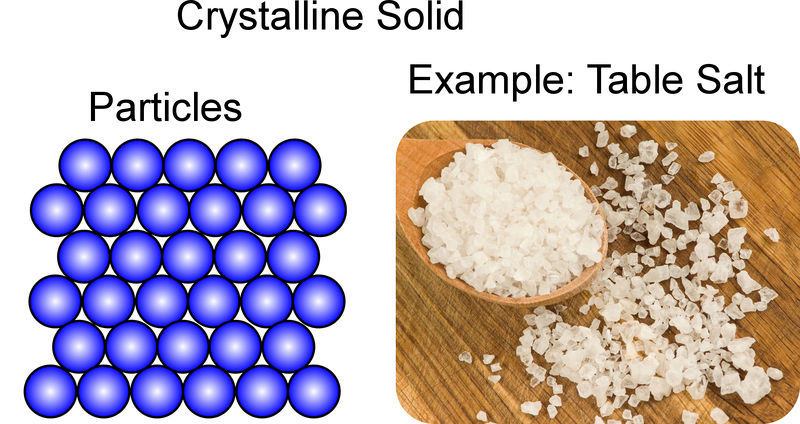 Crystalline Solid
Example: Table Salt
Particles